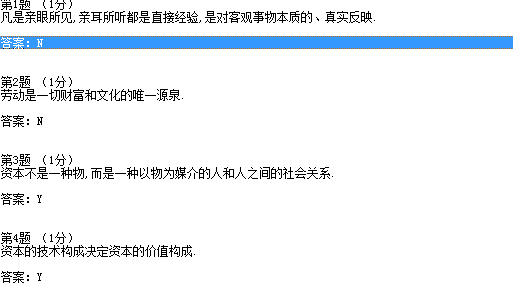 第1题 （1分）
凡是亲眼所见,亲耳所听都是直接经验,是对客观事物本质的、真实反映.
答案：N
第2题 （1分）
劳动是一切财富和文化的唯一源泉.
答案：N
第3题 （1分）
资本不是一种物,而是一种以物为媒介的人和人之间的社会关系.
答案：Y
第4题 （1分）
资本的技术构成决定资本的价值构成.
答案：Y